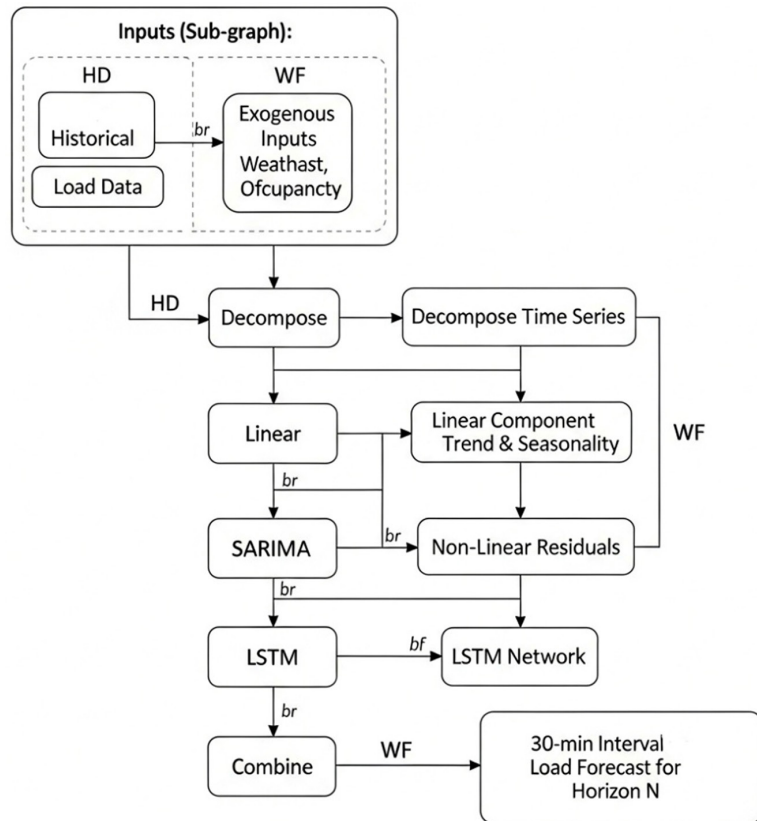 Inputs (Sub-graph):
HD
WF
Historical
br
Exogenous
Inputs
Weathast,
Ofcupancty
Load Data
HD
Decompose
Decompose Time Series
Linear
Linear Component
Trend & Seasonality
WF
br
SARIMA
br
Non-Linear Residuals
br
LSTM
bf
LSTM Network
br
Combine
WF
30-min Interval
Load Forecast for
Horizon N